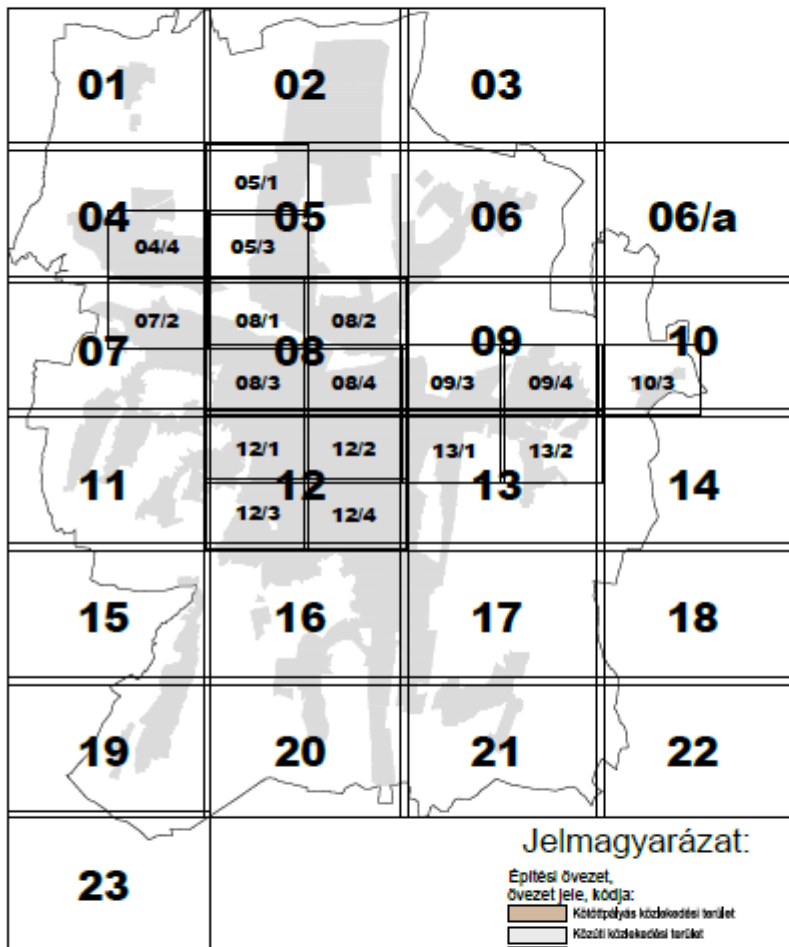 01 02 03
05/1
04 05 06 06/a
04/4 05/3
07/2 08/1 08/2
07 08 09 10
08/3 08/4 09/3 09/4 10/3
12/1 12/2 13/1 13/2
11 12 13 14
12/3 12/4
15 16 17 18
19 20 21 22
23
Jelmagyarázat:
Építési övezet,
övezet jele, kódja:
Kötöttpályás közlekedési terület
Közúti közlekedési terület